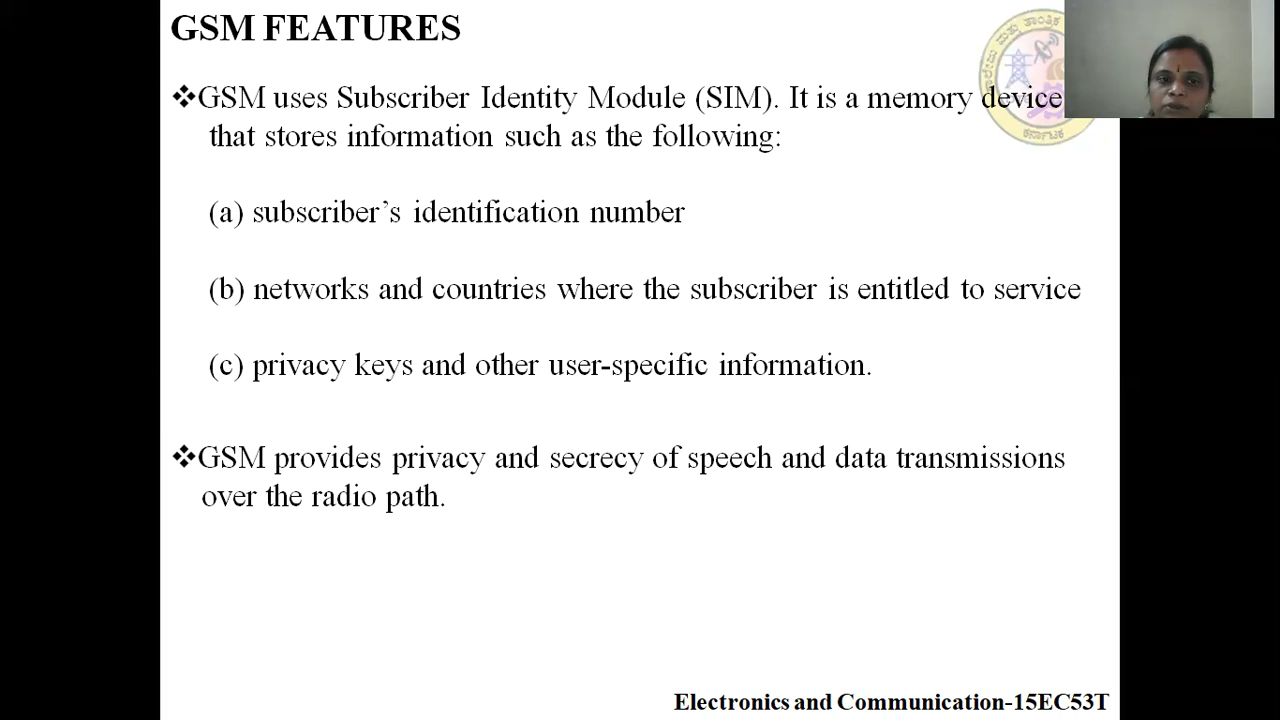 GSM FEATURES
❖GSM uses Subscriber Identity Module (SIM). It is a memory device
that stores information such as the following:
(a) subscriber’s identification number
(b) networks and countries where the subscriber is entitled to service
(c) privacy keys and other user-specific information.
❖GSM provides privacy and secrecy of speech and data transmissions
over the radio path.
ಮತ್ತು ತಾಂತ್ರಿಕ
ಕರ್ನಾಟಕ
Electronics and Communication-15EC53T